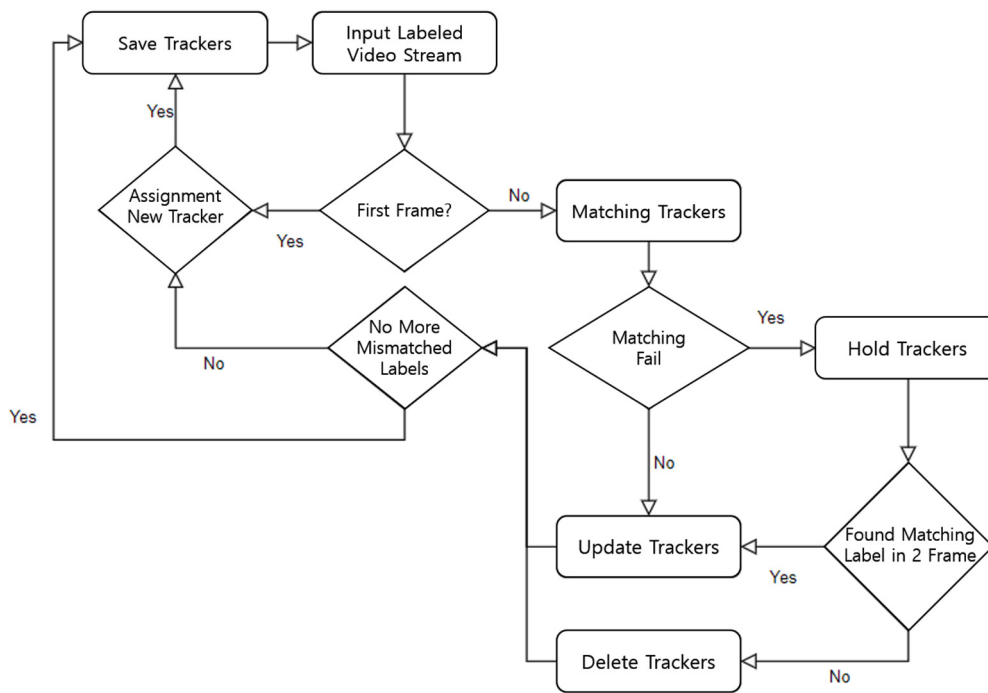 Save Trackers
Input Labeled
Video Stream
Yes
Yes
Assignment
New Tracker
First Frame?
No
Matching Trackers
Yes
No More
Mismatched
Labels
Matching
Fail
Yes
Hold Trackers
No
Yes
No
Update Trackers
Found Matching
Label in 2 Frame
Yes
Delete Trackers
No